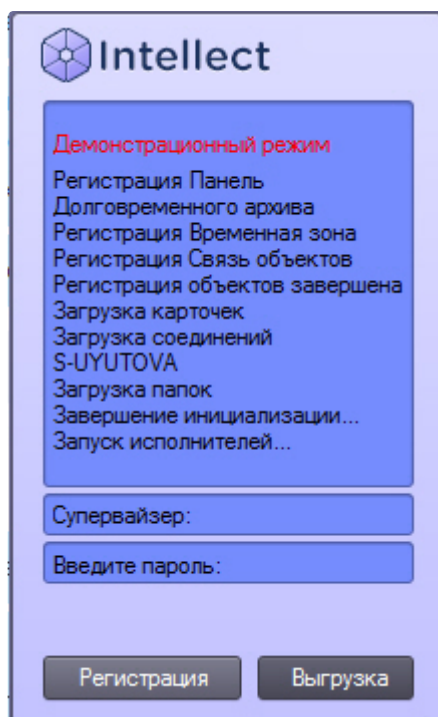 Intellect
Демонстрационный режим
Регистрация Панель
Долговременного архива
Регистрация Временная зона
Регистрация Связь объектов
Регистрация объектов завершена
Загрузка карточек
Загрузка соединений
S-UYUTOVA
Загрузка папок
Завершение инициализации...
Запуск исполнителей...
Супервайзер:
Введите пароль:
Регистрация
Выгрузка